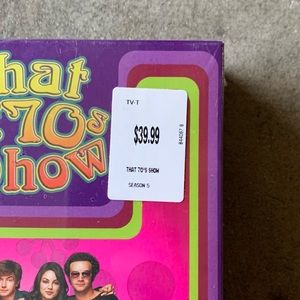 That
'70s
Show
TV-T
$39.99
THAT 70'S SHOW
SEASON 5